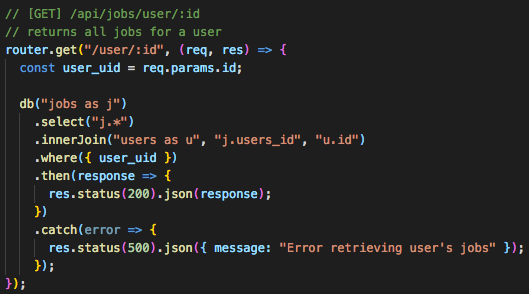 // [GET] /api/jobs/user/:id
// returns all jobs for a user
router.get("/user/:id", (req, res) => {
  const user_uid = req.params.id;

  db("jobs as j")
    .select("j.*")
    .innerJoin("users as u", "j.users_id", "u.id")
    .where({ user_uid })
    .then(response => {
      res.status(200).json(response);
    })
    .catch(error => {
      res.status(500).json({ message: "Error retrieving user's jobs" });
    });
});